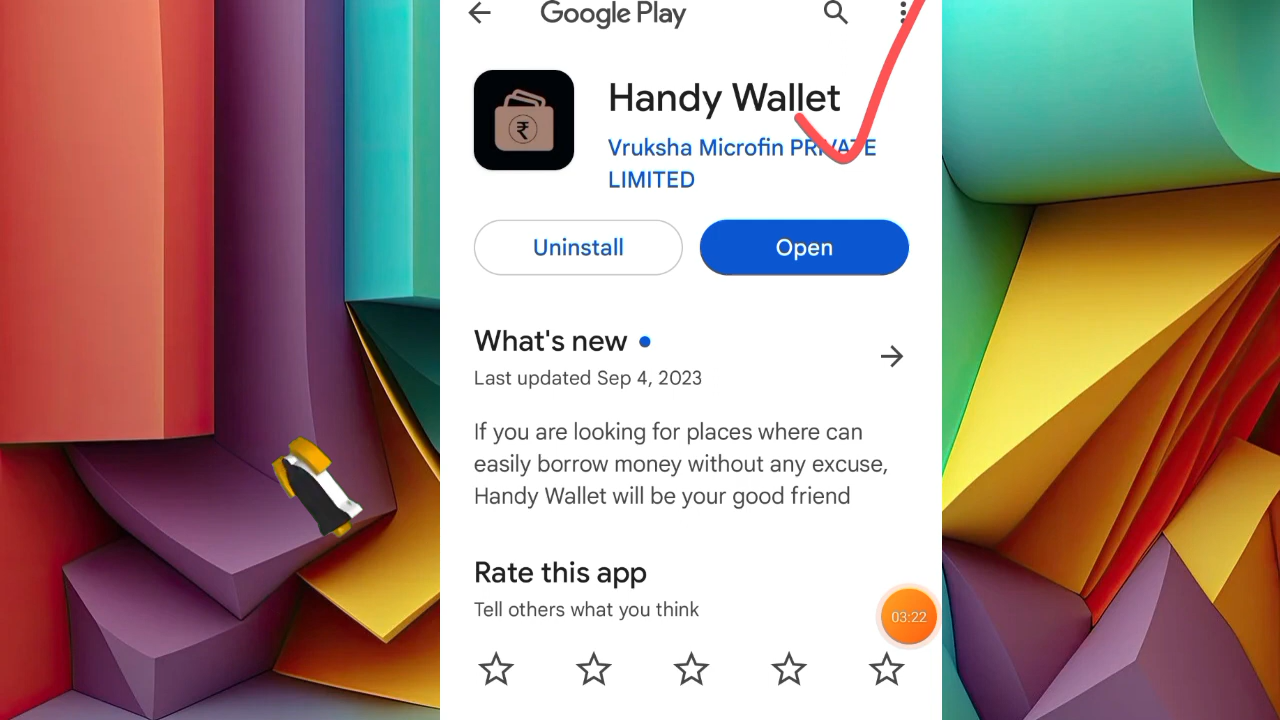 Google Play
Handy Wallet
Vruksha Microfin PRIVATE
LIMITED
Uninstall
Open
What's new
Last updated Sep 4, 2023
If you are looking for places where can
easily borrow money without any excuse,
Handy Wallet will be your good friend
Rate this app
Tell others what you think
03:22